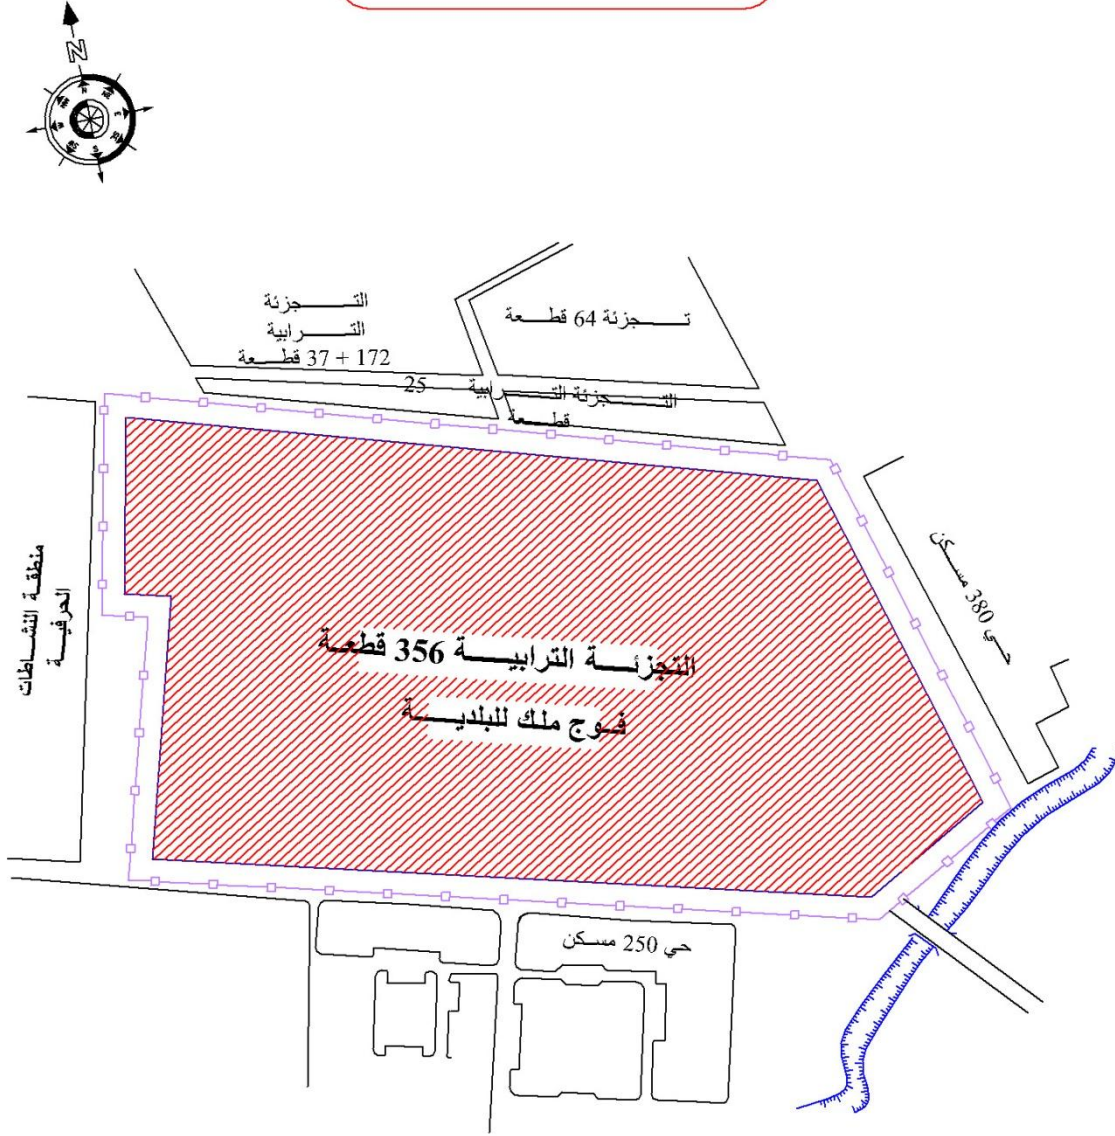 N
التجزئة
الترابية
172 + 37 قطعة
تجزئة 64 قطعة
التجزئة الترابية 25
قطعة
حي 380 مسكن
منطقة النشاطات
الحرفية
التجزئة الترابية 356 قطعة
فوج ملك للبلدية
حي 250 مسكن